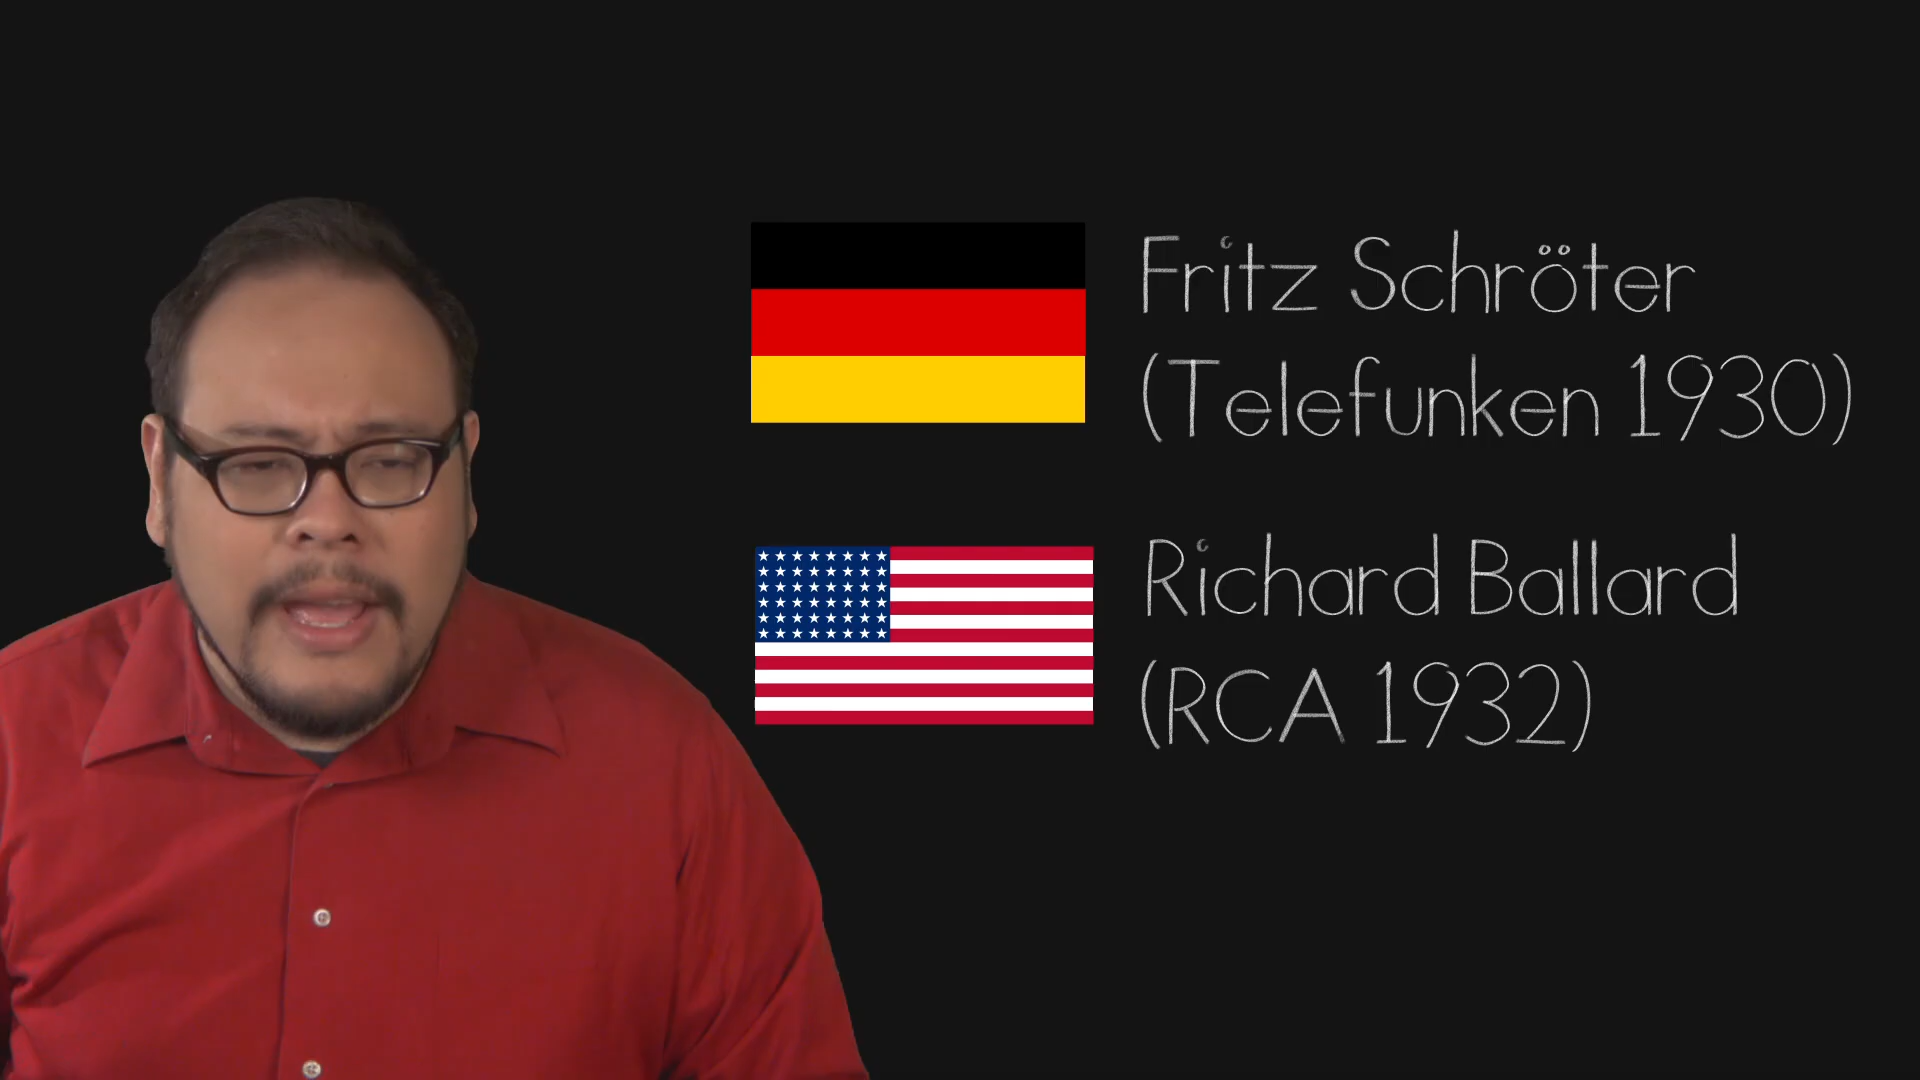 Fritz Schröter
(Telefunken 1930)
Richard Ballard
(RCA 1932)